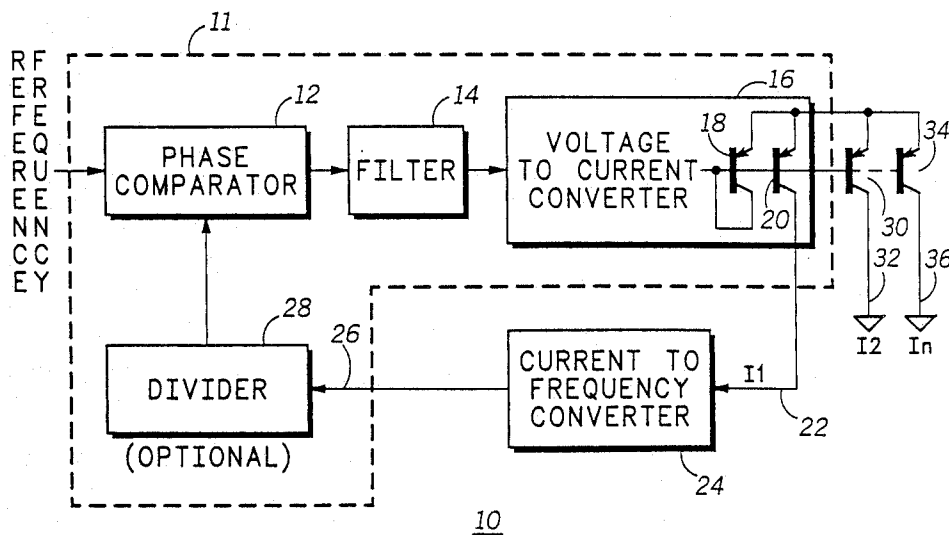 11
REFERENCE
FREQUENCY
12
PHASE
COMPARATOR
14
FILTER
16
VOLTAGE
TO CURRENT
CONVERTER
18
20
30
34
32
36
I2
In
28
DIVIDER
(OPTIONAL)
26
CURRENT TO
FREQUENCY
CONVERTER
24
I1
22
10